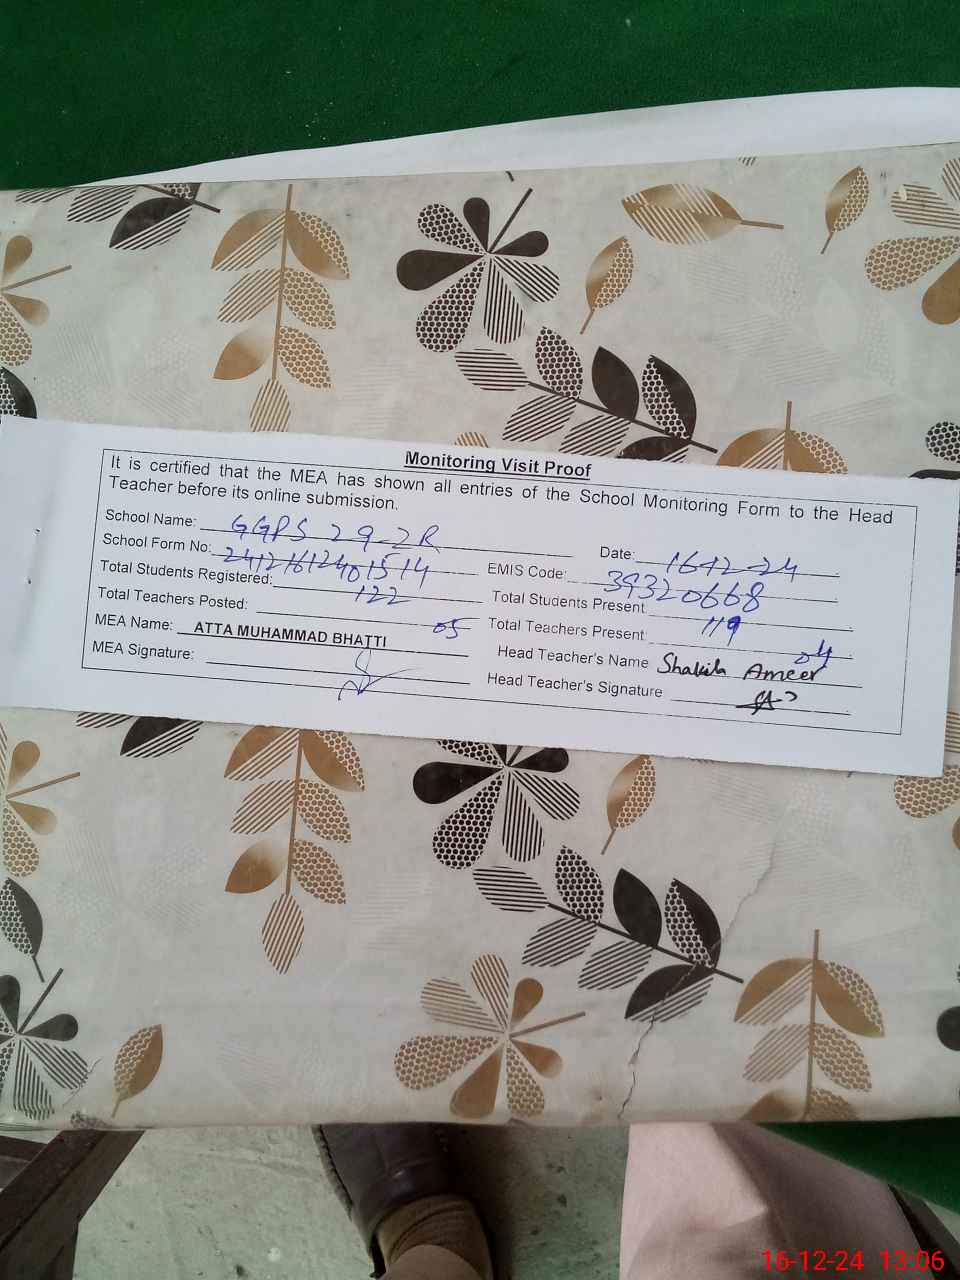 Monitoring Visit Proof
It is certified that the MEA has shown all entries of the School Monitoring Form to the Head
Teacher before its online submission.
School Name: GGPS 29-2R Date: 16-12-24
School Form No: 2412161240 1514 EMIS Code: 39320668
Total Students Registered: 122 Total Students Present 119
Total Teachers Posted: 05 Total Teachers Present: 04
MEA Name: ATTA MUHAMMAD BHATTI Head Teacher's Name Shakila Ameer
MEA Signature: Head Teacher's Signature
16-12-24 13:06